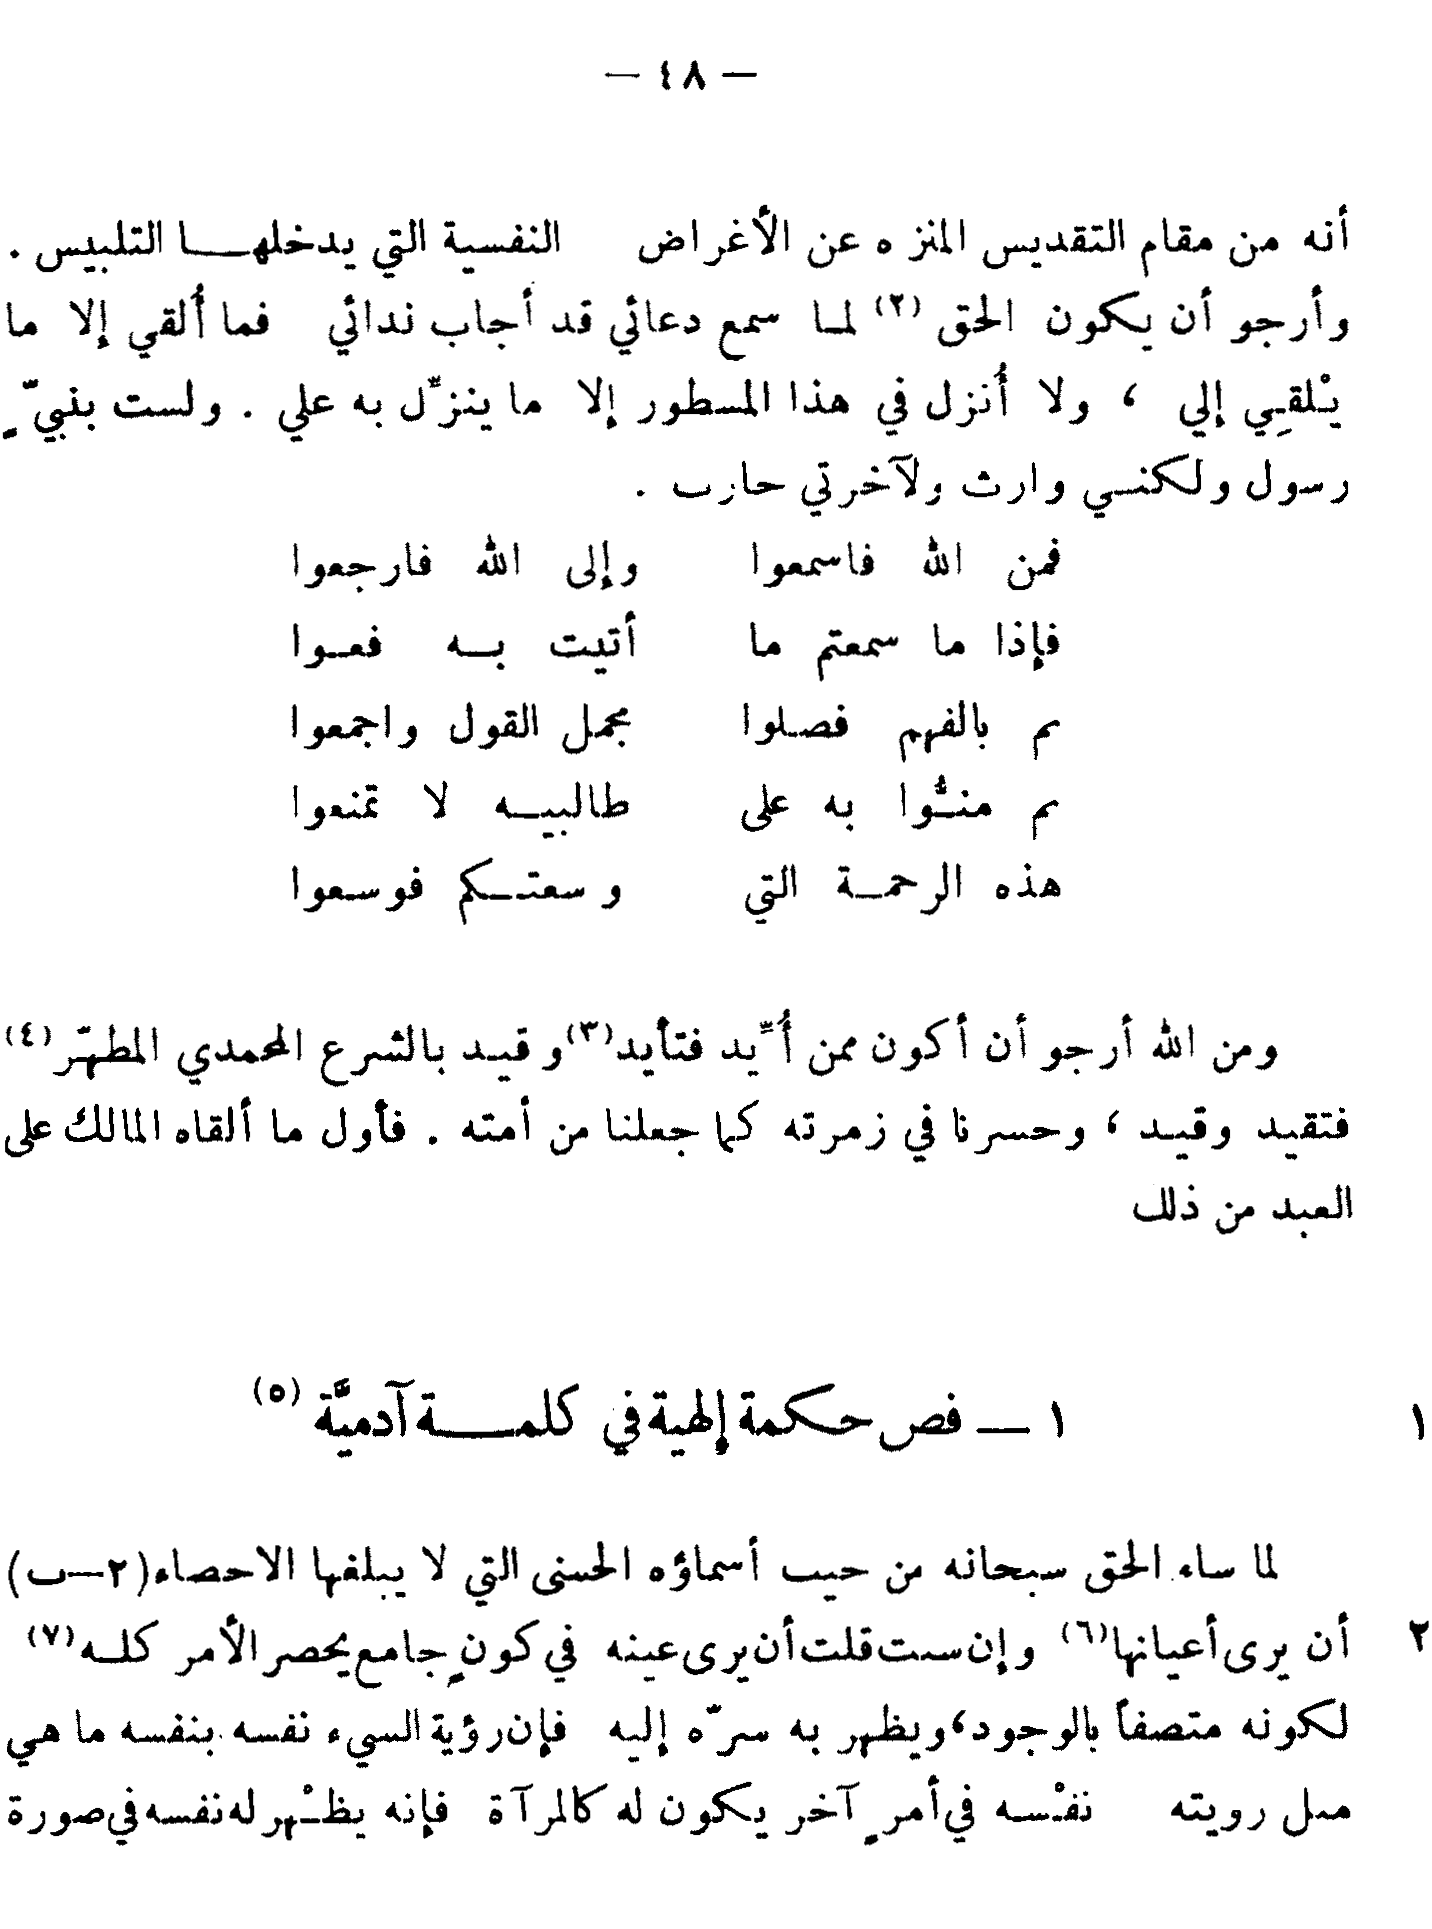 — ٤٨ —
أنه من مقام التقديس المنزه عن الأغراض النفسية التي يدخلها التلبيس .
وأرجو أن يكون الحق (٢) لما سمع دعائي قد أجاب ندائي فما أُلقي إلا ما
يُلقِي إلي ، ولا أُنزل في هذا المسطور إلا ما ينزِّل به علي . ولست بنبيّ
رسول ولكني وارث ولآخرتي حارث .
فمن الله فاسمعوا وإلى الله فارجعوا
فإذا ما سمعتم ما أتيت به فعوا
ثم بالفهم فصلوا مجمل القول واجمعوا
ثم منُّوا به على طالبيه لا تمنعوا
هذه الرحمة التي وسعتكم فوسعوا
ومن الله أرجو أن أكون ممن أُيِّد فتأيد(٣) وقيد بالشرع المحمدي المطهّر(٤)
فتقيد وقيد ، وحشرنا في زمرته كما جعلنا من أمته . فأول ما ألقاه المالك على
العبد من ذلك
١ — فص حكمة إلهية في كلمة آدميَّة (٥)
١
لما شاء الحق سبحانه من حيث أسماؤه الحسنى التي لا يبلغها الاحصاء (٢–ب)
أن يرى أعيانها(٦) وإن شئت قلت أن يرى عينه في كونٍ جامع يحصر الأمر كله(٧)
٢
لكونه متصفاً بالوجود، ويظهر به سرّه إليه فإن رؤية الشيء نفسه بنفسه ما هي
مثل رويته نفْسه في أمرٍ آخر يكون له كالمرآة فإنه يظْهر له نفسه في صورة